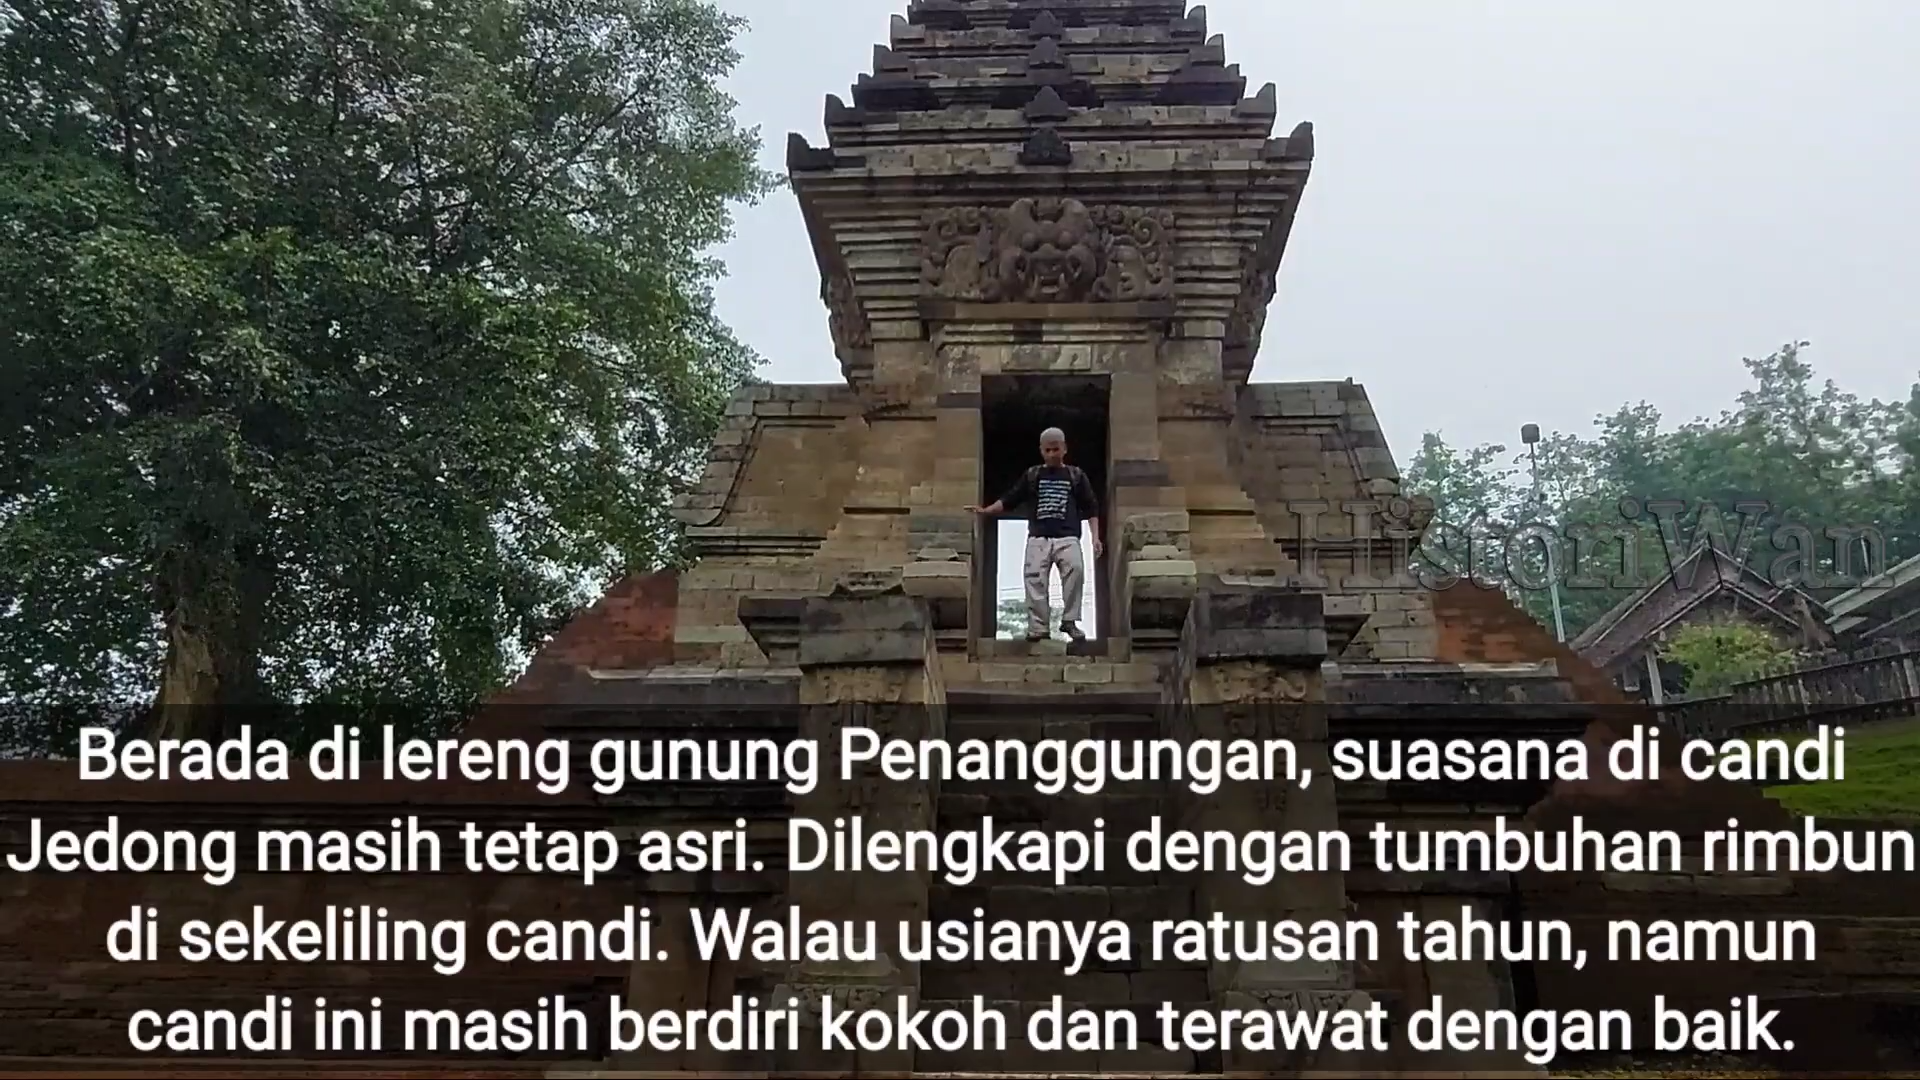 HistoriWan
Berada di lereng gunung Penanggungan, suasana di candi
Jedong masih tetap asri. Dilengkapi dengan tumbuhan rimbun
di sekeliling candi. Walau usianya ratusan tahun, namun
candi ini masih berdiri kokoh dan terawat dengan baik.